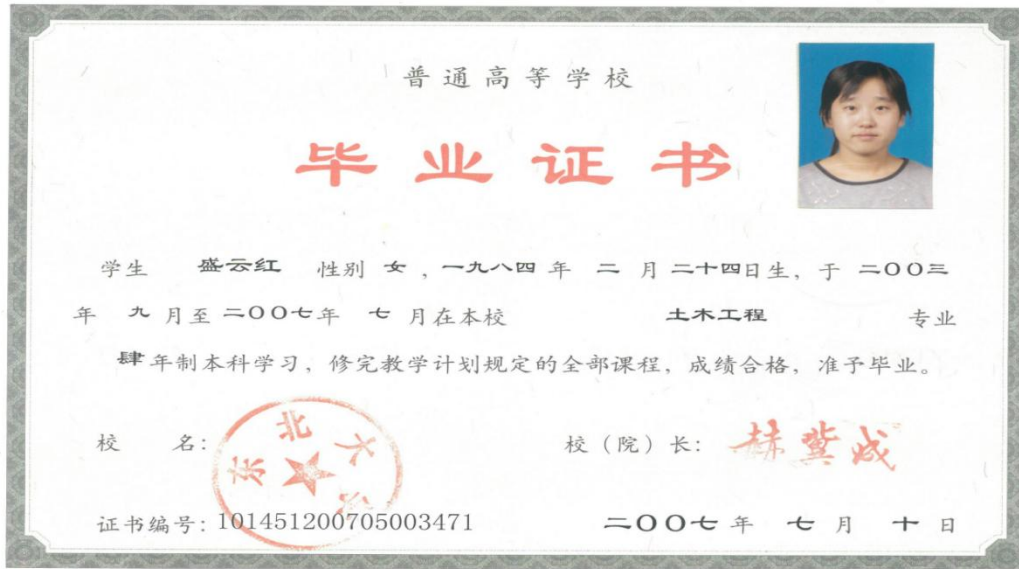 普通高等学校
毕业证书
学生 盛云红 性别 女，一九八四 年 二 月 二十四日生，于 二〇〇三
年 九 月至 二〇〇七年 七 月在本校 土木工程 专业
肆年制本科学习，修完教学计划规定的全部课程，成绩合格，准予毕业。
校 名： 东北大学
校（院）长： 赫冀成
证书编号：101451200705003471
二〇〇七 年 七 月 十 日